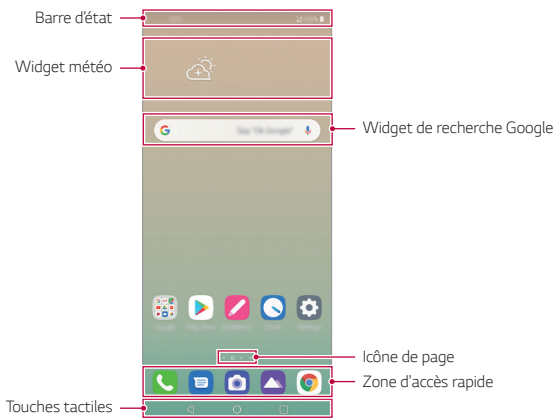 Barre d'état
Widget météo
Widget de recherche Google
Icône de page
Zone d'accès rapide
Touches tactiles